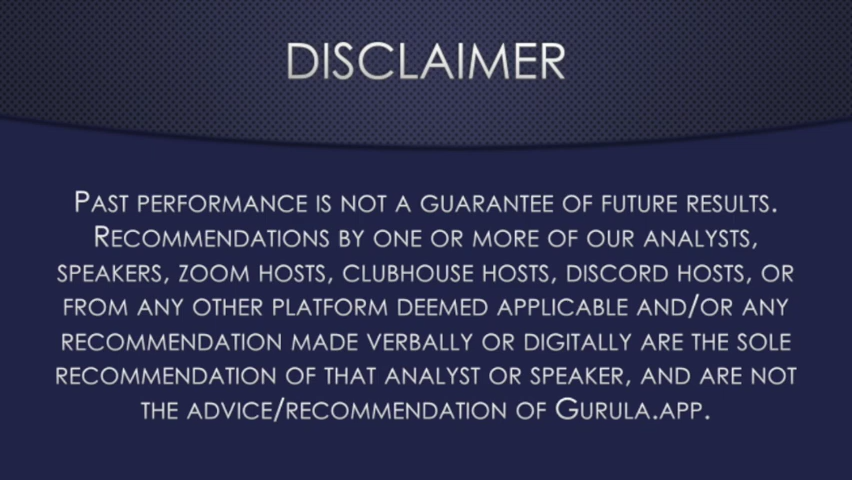 DISCLAIMER
Past performance is not a guarantee of future results.
Recommendations by one or more of our analysts,
speakers, zoom hosts, clubhouse hosts, discord hosts, or
from any other platform deemed applicable and/or any
recommendation made verbally or digitally are the sole
recommendation of that analyst or speaker, and are not
the advice/recommendation of Gurula.app.